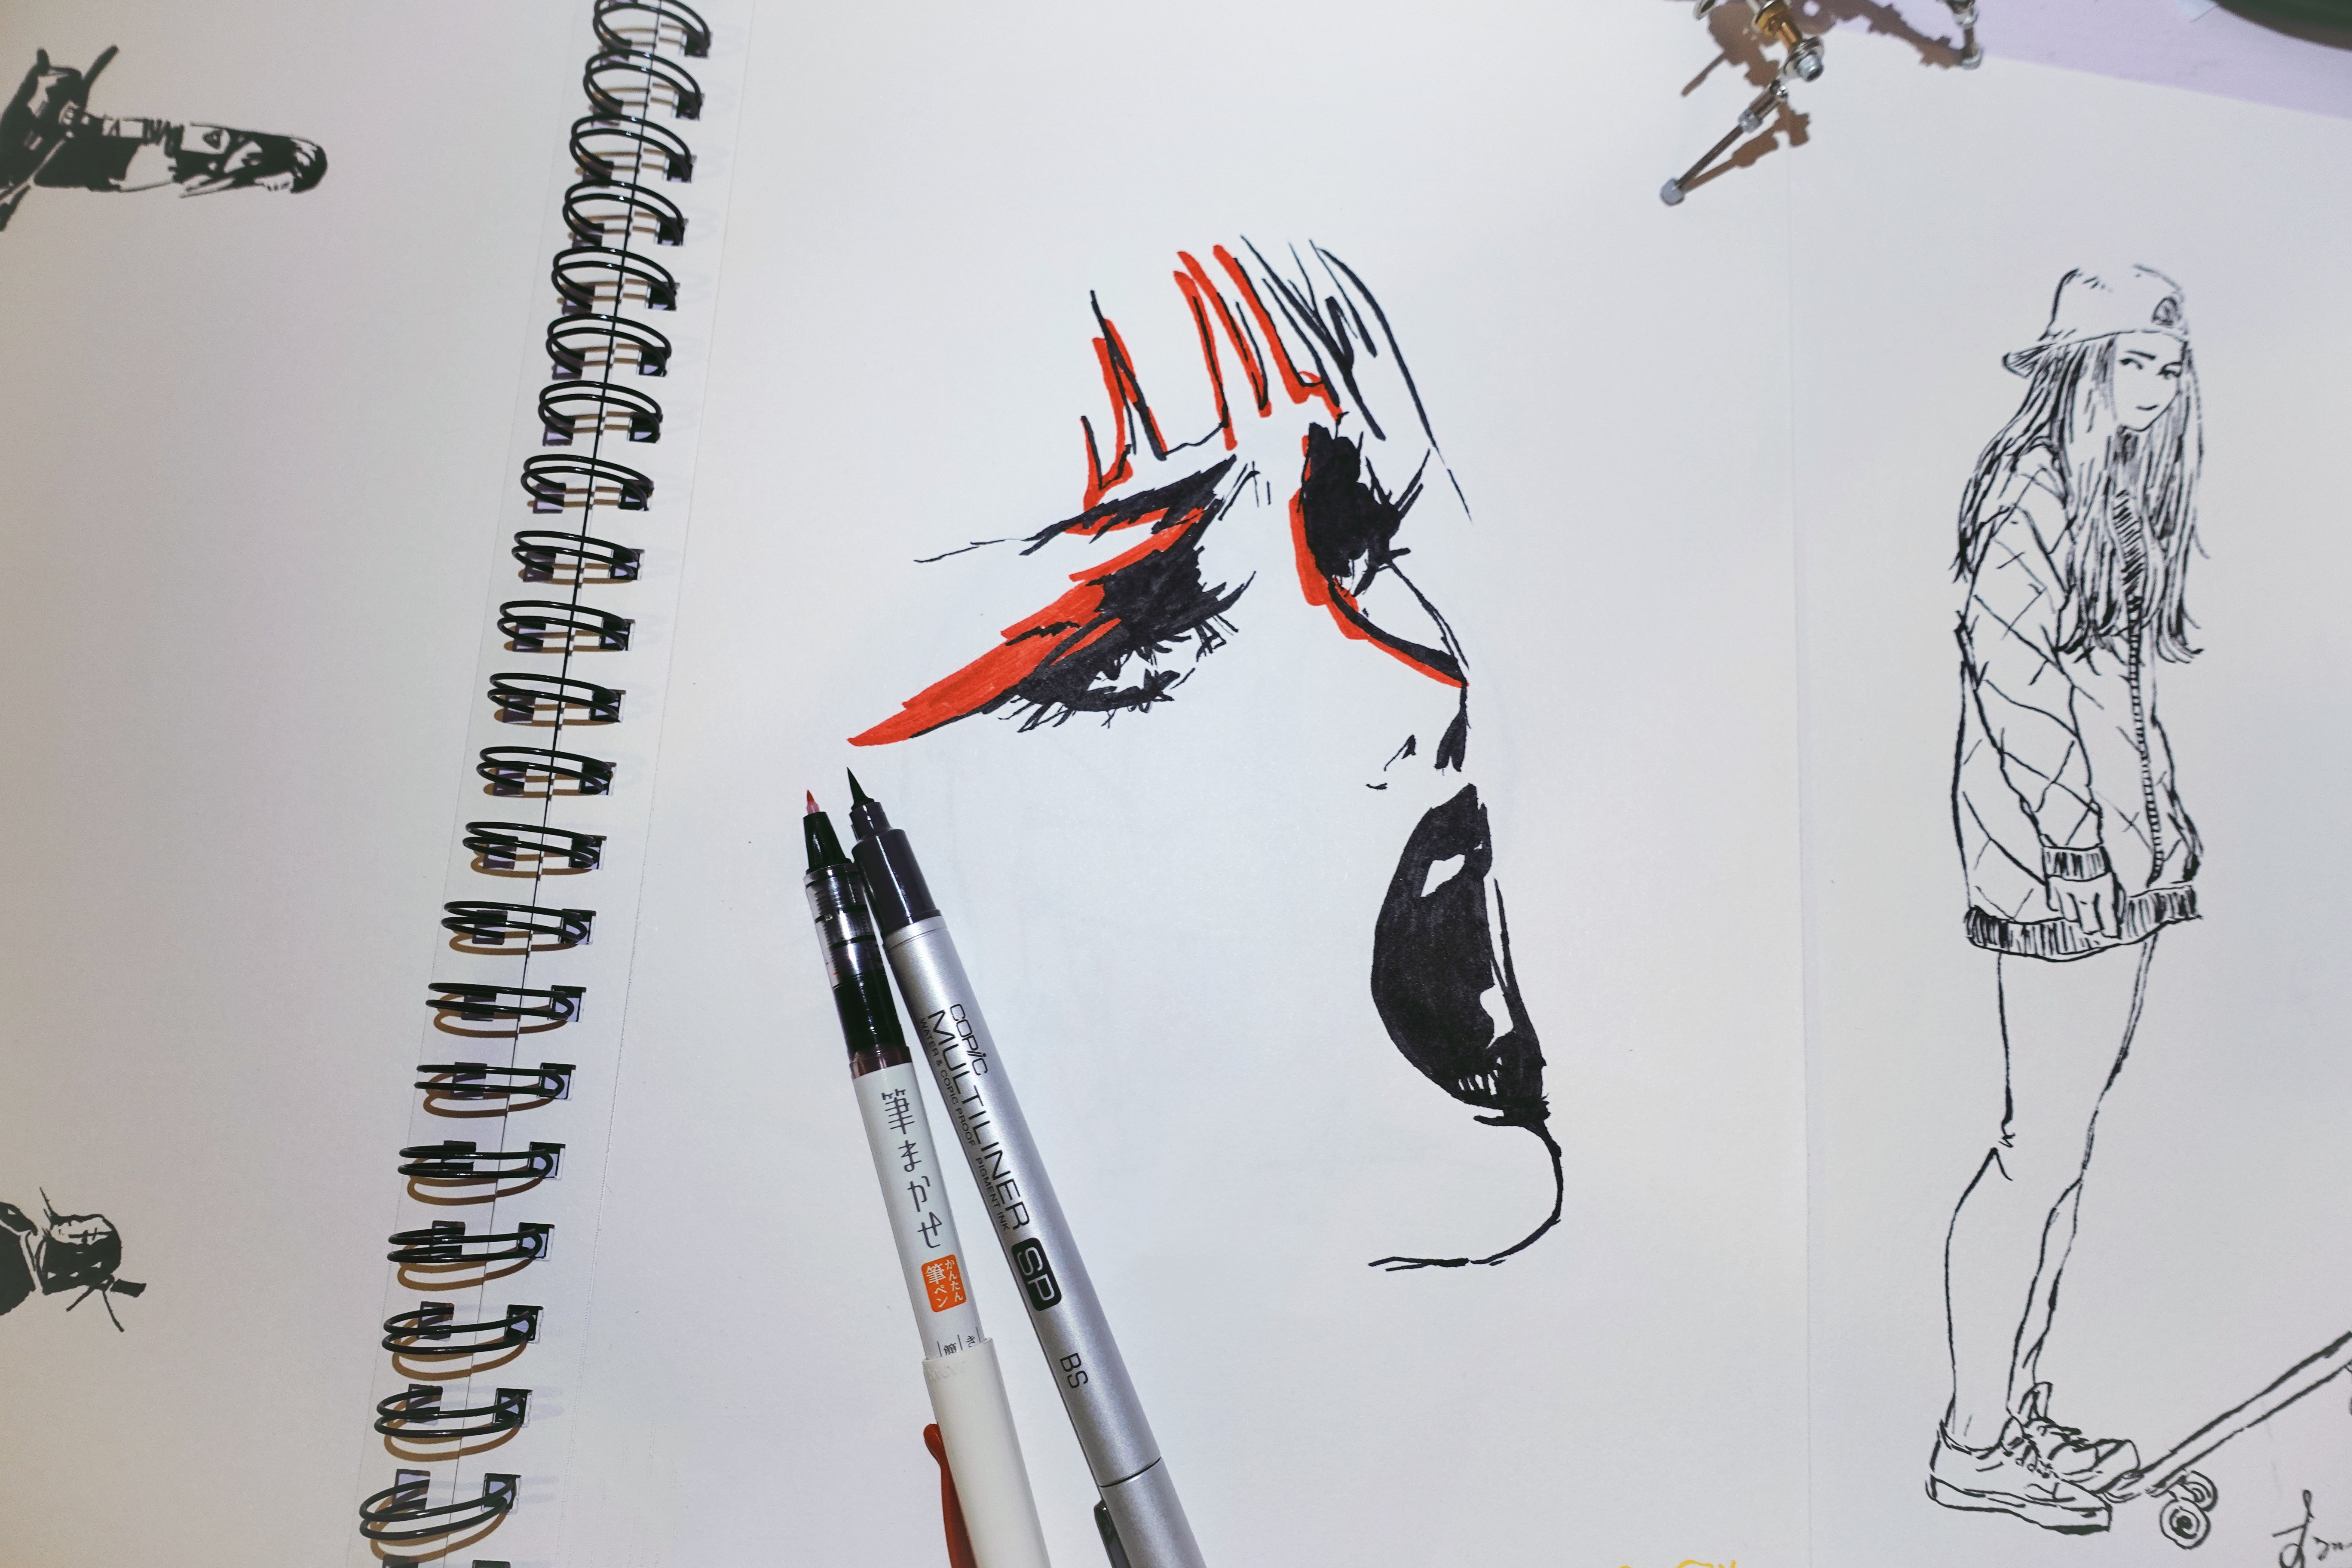 筆まかせ
かんたん
筆ペン
COPIC
MULTILINER
WATER & COPIC PROOF PIGMENT INK
SP
BS